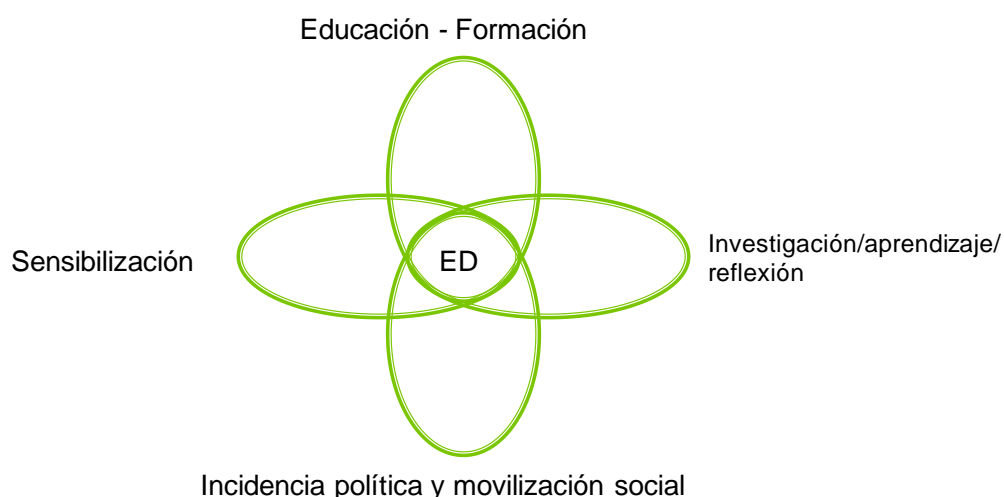 Educación - Formación
Sensibilización
ED
Investigación/aprendizaje/
reflexión
Incidencia política y movilización social